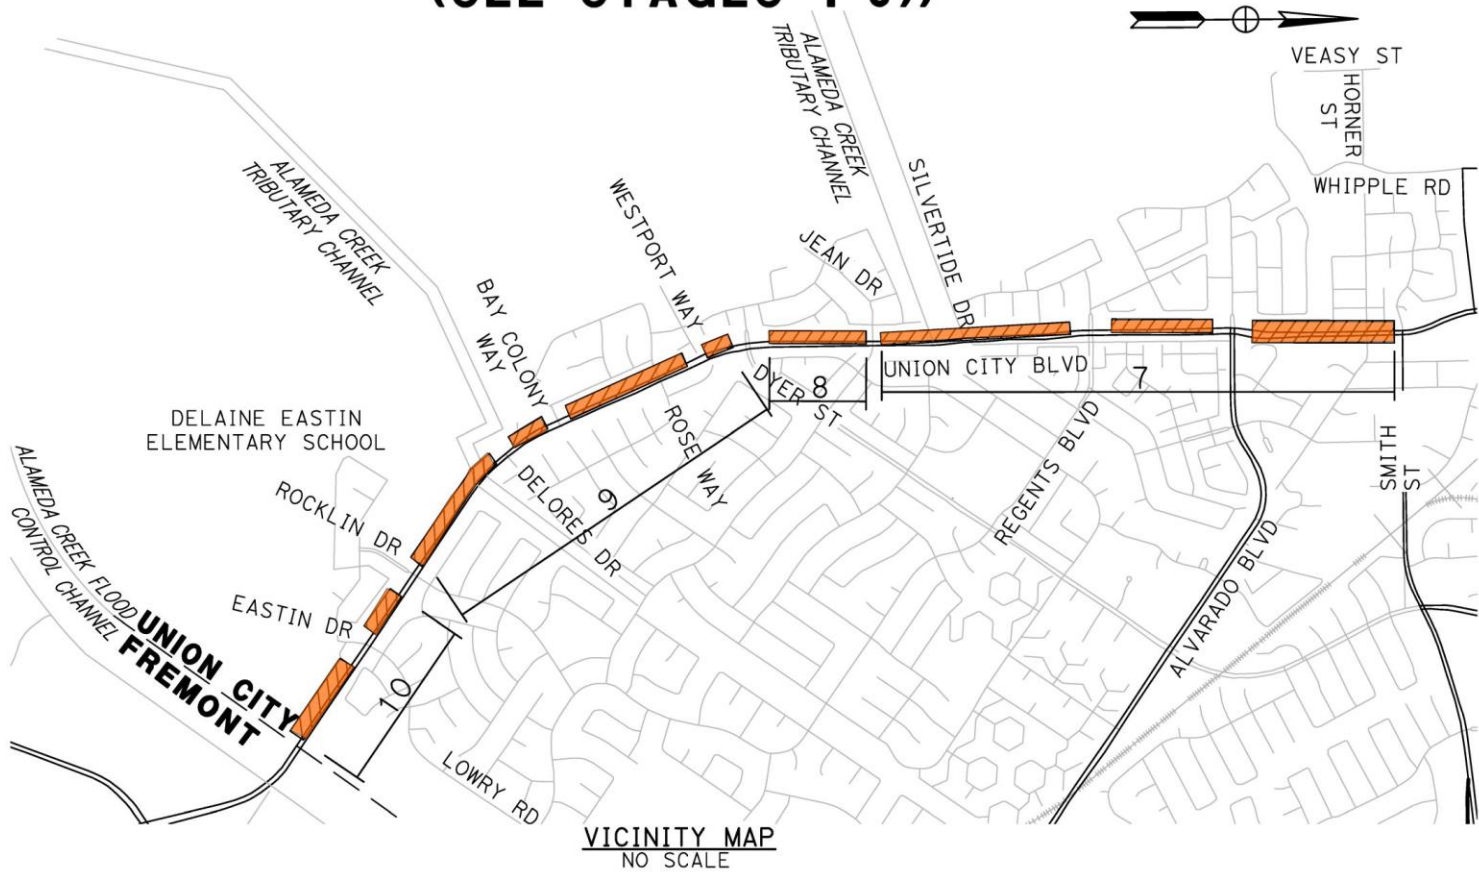 VEASY ST
HORNER
ST
WHIPPLE RD
ALAMEDA CREEK
TRIBUTARY CHANNEL
SILVERTIDE DR
JEAN DR
WESTPORT WAY
ALAMEDA CREEK
TRIBUTARY CHANNEL
BAY COLONY
WAY
UNION CITY BLVD
7
8
DYER ST
DELAINE EASTIN
ELEMENTARY SCHOOL
ROSE WAY
REGENTS BLVD
SMITH
ST
ROCKLIN DR
DELORES DR
9
ALVARADO BLVD
ALAMEDA CREEK FLOOD
CONTROL CHANNEL
EASTIN DR
UNION CITY
FREMONT
10
LOWRY RD
VICINITY MAP
NO SCALE